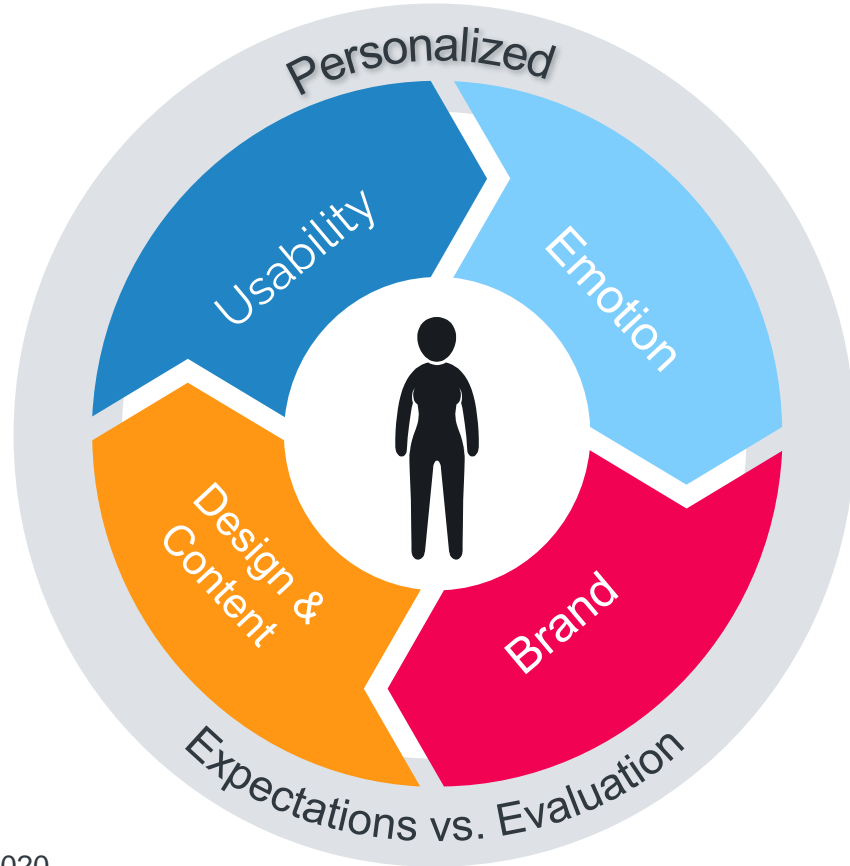 Personalized
Usability
Emotion
Design &
Content
Brand
Expectations vs. Evaluation